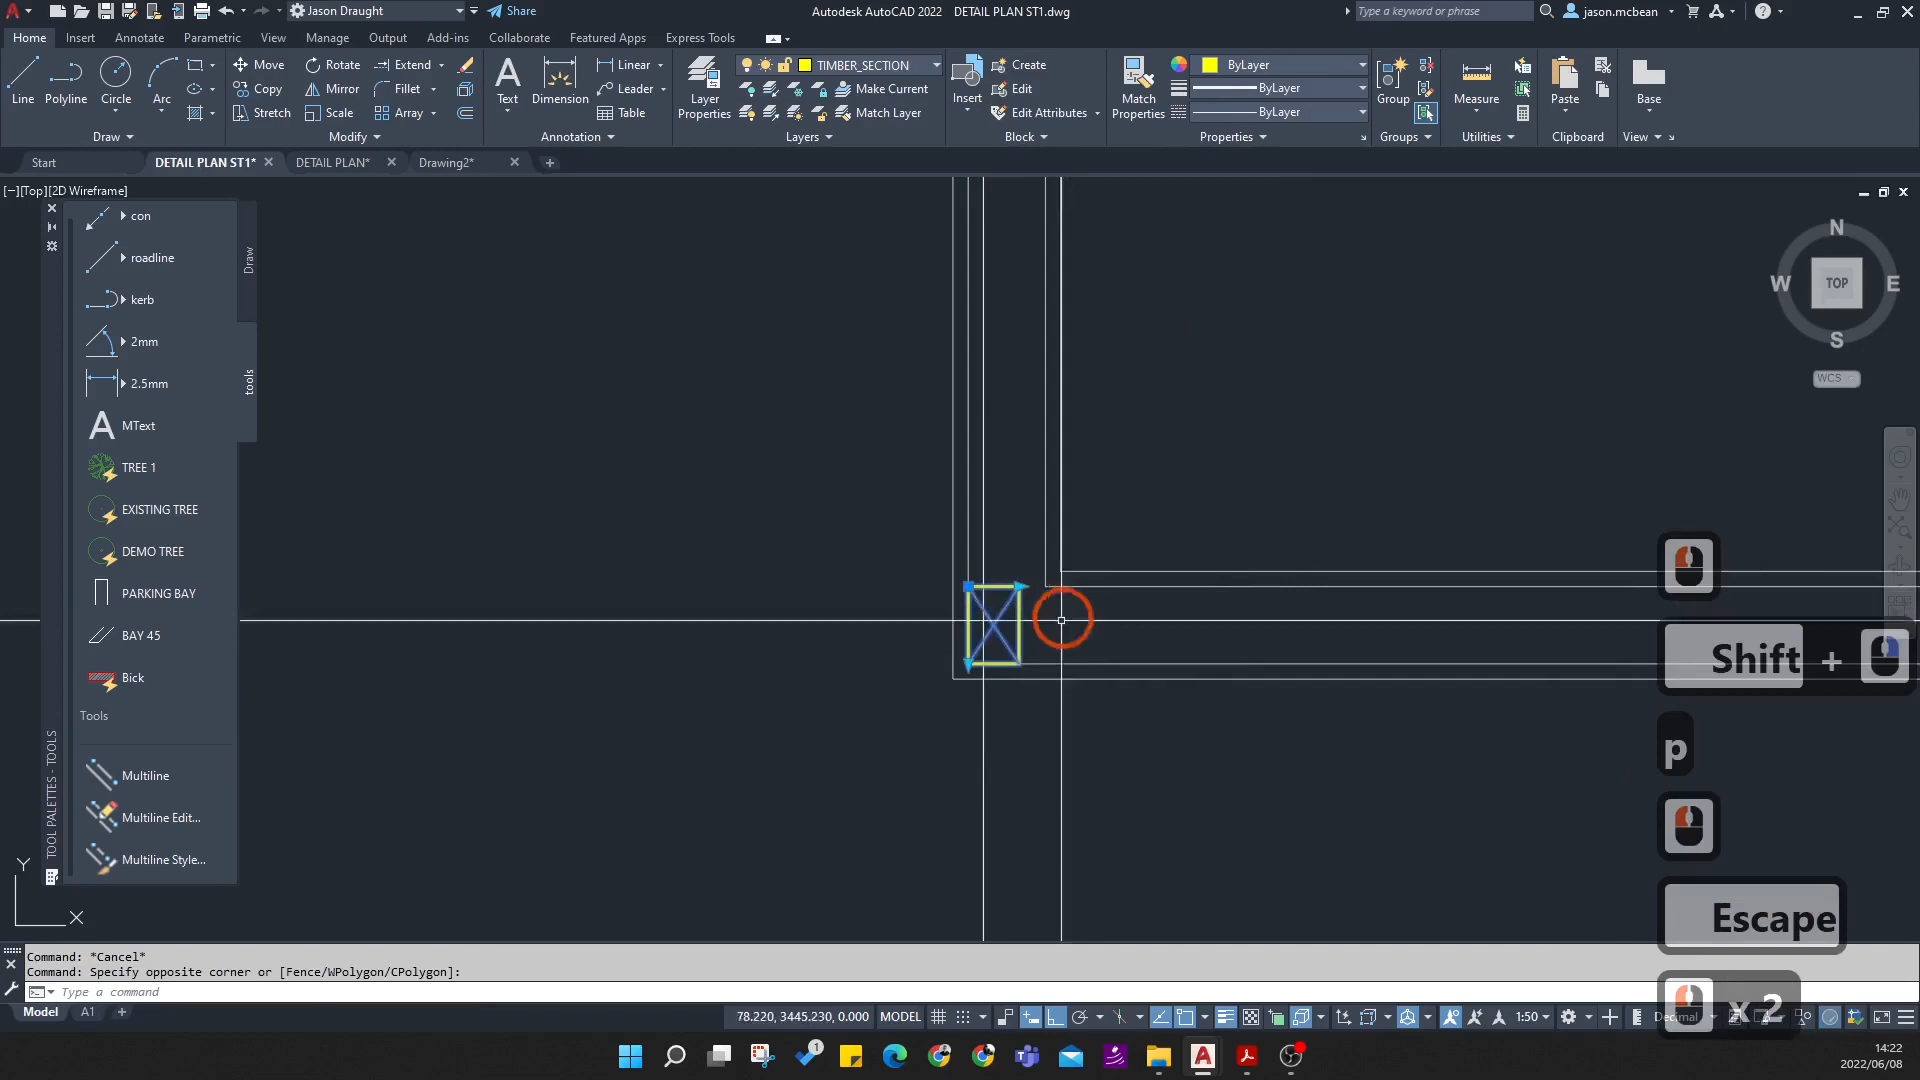 Jason Draught
Share
Autodesk AutoCAD 2022 DETAIL PLAN ST1.dwg
Type a keyword or phrase
jason.mcbean
Home Insert Annotate Parametric View Manage Output Add-ins Collaborate Featured Apps Express Tools
Line Polyline Circle Arc
Draw
Move Rotate Extend
Copy Mirror Fillet
Stretch Scale Array
Modify
Text Dimension
Linear
Leader
Table
Annotation
Layer Properties
TIMBER_SECTION
Make Current
Match Layer
Layers
Insert
Create
Edit
Edit Attributes
Block
Match Properties
ByLayer
ByLayer
ByLayer
Properties
Group
Groups
Measure
Utilities
Paste
Clipboard
Base
View
Start DETAIL PLAN ST1* DETAIL PLAN* Drawing2*
[−][Top][2D Wireframe]
con
roadline
kerb
2mm
2.5mm
MText
TREE 1
EXISTING TREE
DEMO TREE
PARKING BAY
BAY 45
Bick
Tools
Multiline
Multiline Edit...
Multiline Style...
Draw
tools
TOOL PALETTES - TOOLS
N
W TOP E
S
WCS
Shift +
p
Escape
x 2
Y
X
Command: *Cancel*
Command: Specify opposite corner or [Fence/WPolygon/CPolygon]:
Type a command
Model A1
78.220, 3445.230, 0.000 MODEL 1:50 Decimal
1
14:22
2022/06/08